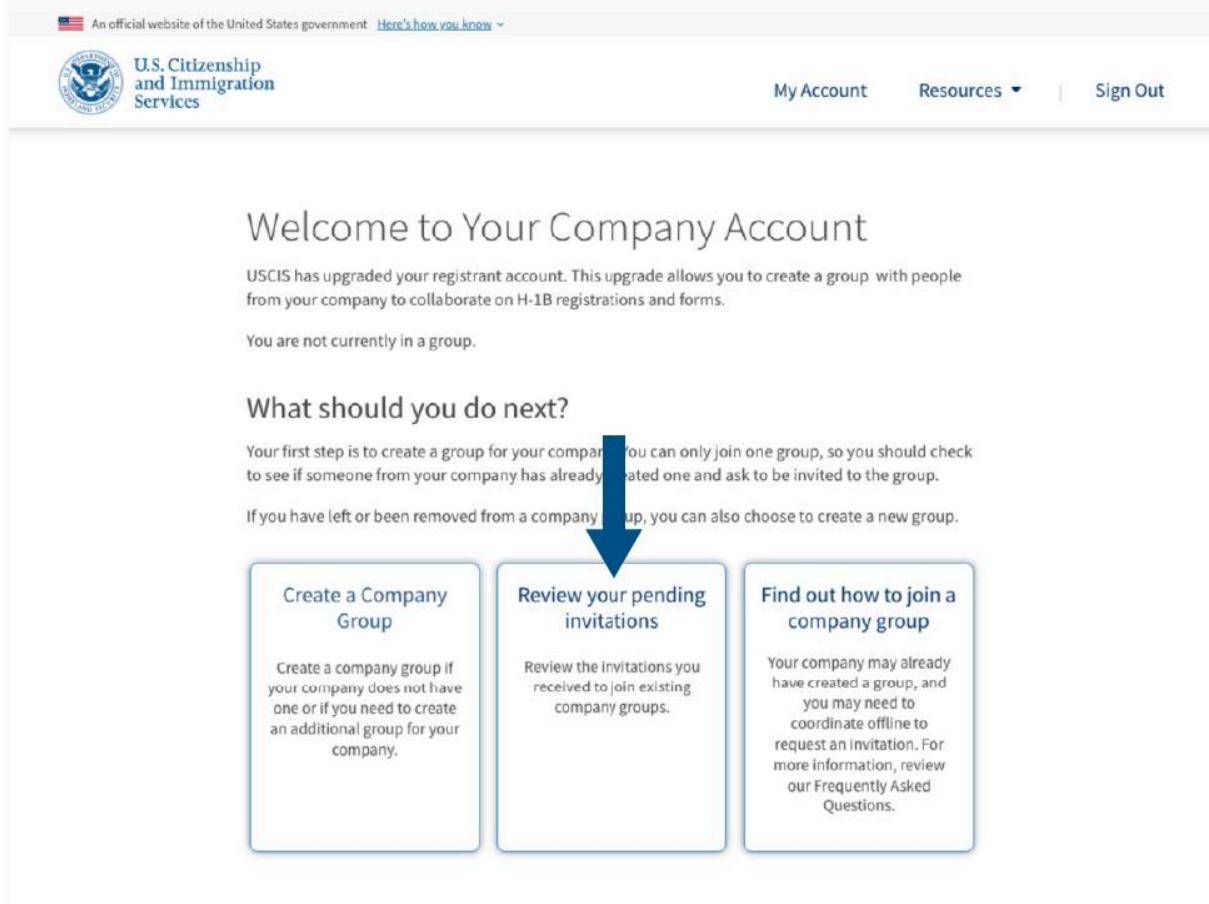 An official website of the United States government Here's how you know
U.S. Citizenship
and Immigration
Services
My Account Resources Sign Out
Welcome to Your Company Account
USCIS has upgraded your registrant account. This upgrade allows you to create a group with people
from your company to collaborate on H-1B registrations and forms.
You are not currently in a group.
What should you do next?
Your first step is to create a group for your compan You can only join one group, so you should check
to see if someone from your company has already eated one and ask to be invited to the group.
If you have left or been removed from a company up, you can also choose to create a new group.
Create a Company
Group
Create a company group if
your company does not have
one or if you need to create
an additional group for your
company.
Review your pending
invitations
Review the invitations you
received to join existing
company groups.
Find out how to join a
company group
Your company may already
have created a group, and
you may need to
coordinate offline to
request an invitation. For
more information, review
our Frequently Asked
Questions.